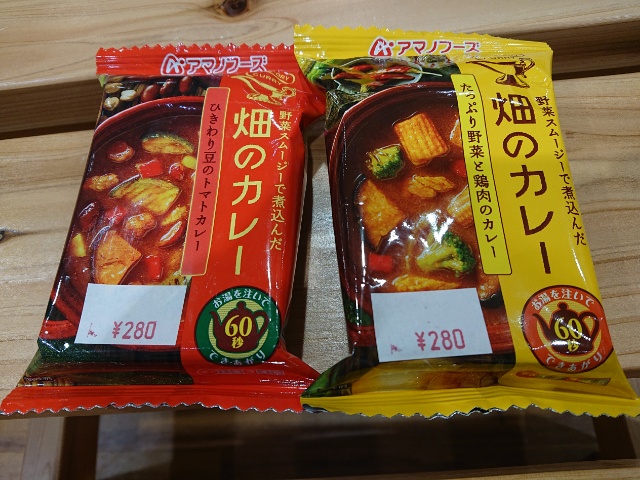 アマノフーズ
CURRY
野菜スムージーで煮込んだ
畑のカレー
ひきわり豆のトマトカレー
¥280
お湯を注いで
60秒
できあがり
アマノフーズ
野菜スムージーで煮込んだ
畑のカレー
たっぷり野菜と鶏肉のカレー
¥280
お湯を注いで
60秒
できあがり